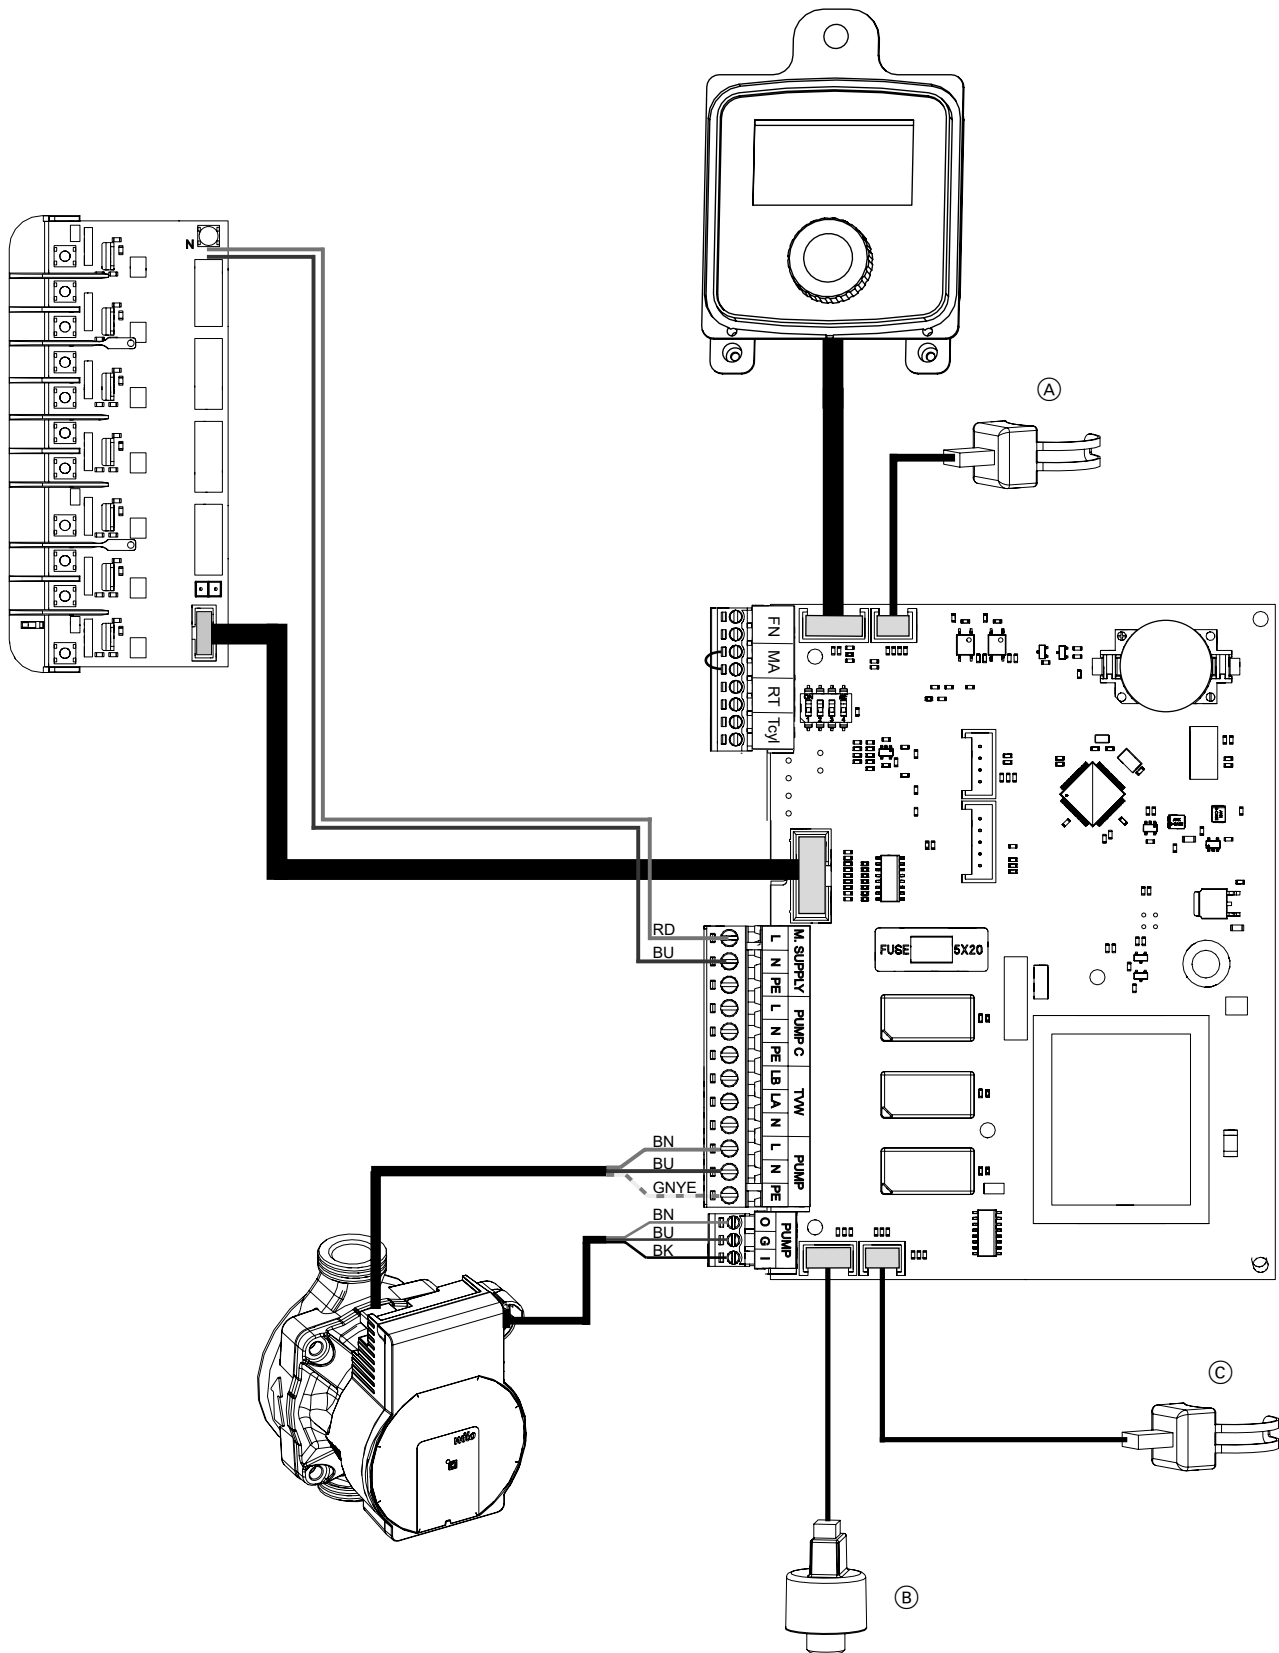 N
A
FN
MA
RT
Tcyl
RD
BU
L
N
PE
M. SUPPLY
L
N
PE
PUMP C
LB
LA
N
TVW
BN
BU
GNYE
L
N
PE
PUMP
BN
BU
BK
O
G
I
PUMP
FUSE 5X20
wilo
C
B